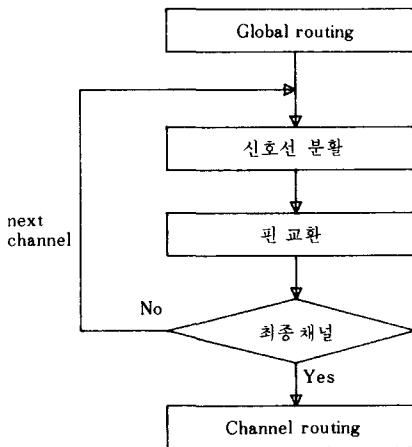 Global routing
신호선 분활
핀 교환
next
channel
No
최종 채널
Yes
Channel routing